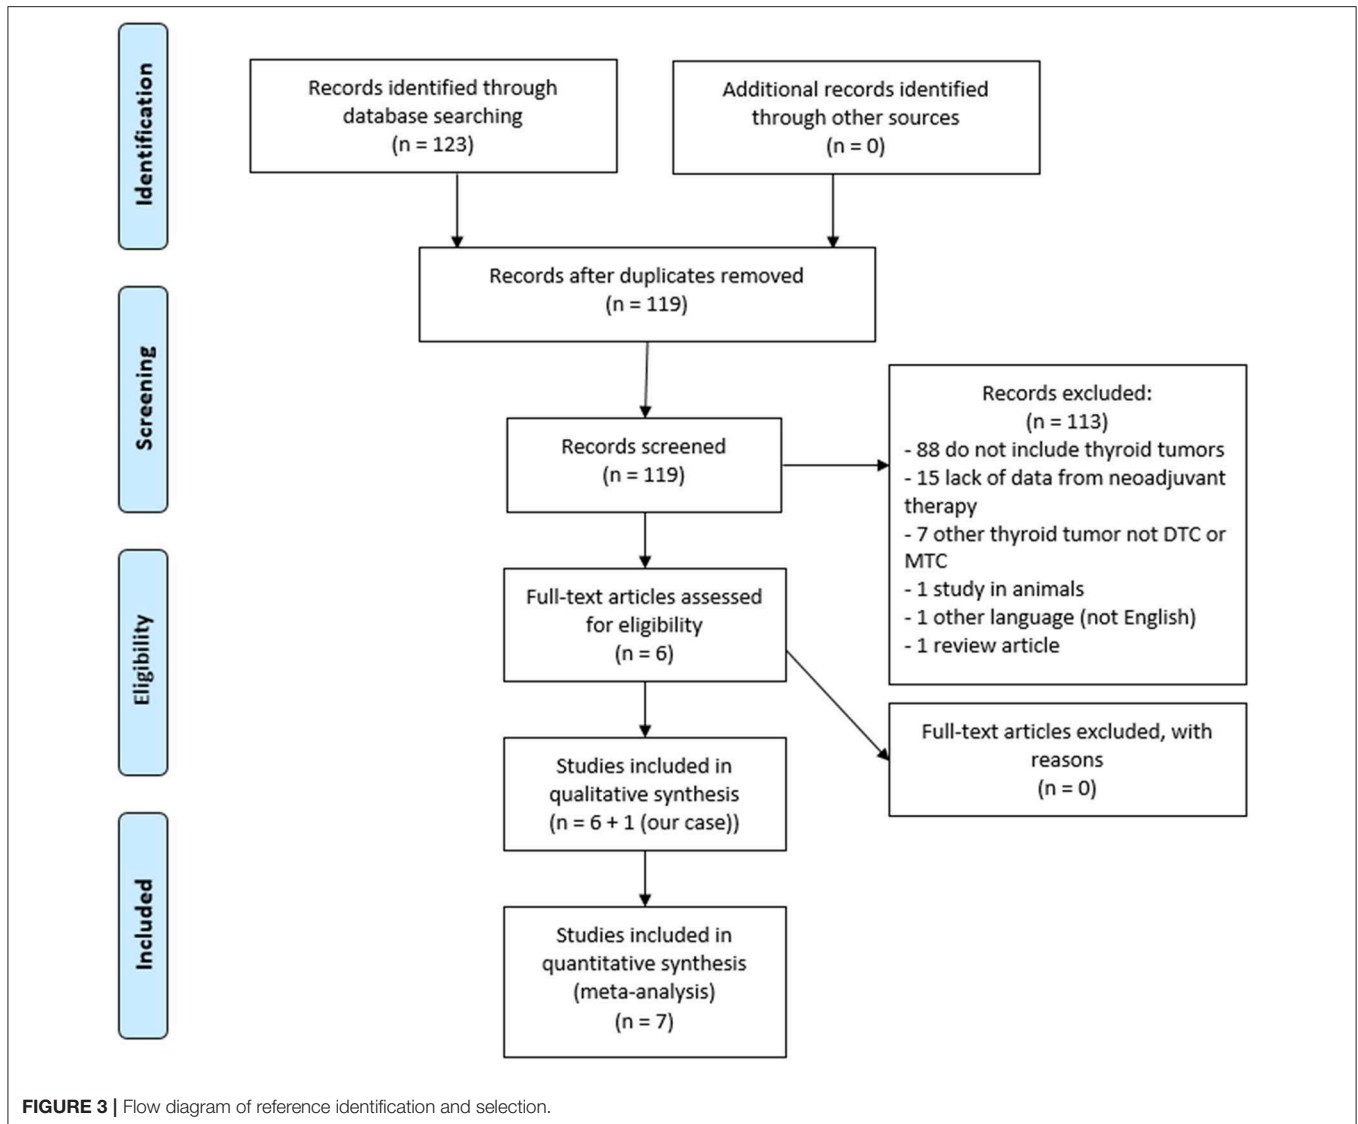 Identification
Records identified through
database searching
(n = 123)
Additional records identified
through other sources
(n = 0)
Records after duplicates removed
(n = 119)
Screening
Records screened
(n = 119)
Records excluded:
(n = 113)
- 88 do not include thyroid tumors
- 15 lack of data from neoadjuvant
therapy
- 7 other thyroid tumor not DTC or
MTC
- 1 study in animals
- 1 other language (not English)
- 1 review article
Eligibility
Full-text articles assessed
for eligibility
(n = 6)
Full-text articles excluded, with
reasons
(n = 0)
Studies included in
qualitative synthesis
(n = 6 + 1 (our case))
Included
Studies included in
quantitative synthesis
(meta-analysis)
(n = 7)
FIGURE 3 | Flow diagram of reference identification and selection.